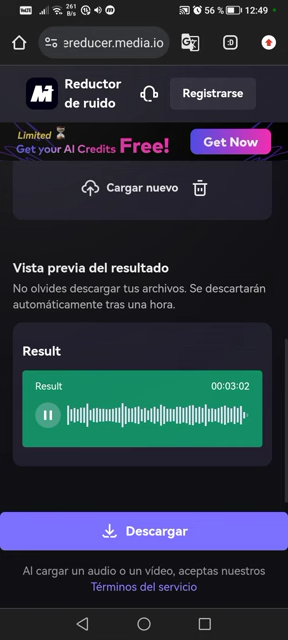 261
B/s
56 %
12:49
ereducer.media.io
Reductor
de ruido
Registrarse
Limited
Get your AI Credits Free!
Get Now
Cargar nuevo
Vista previa del resultado
No olvides descargar tus archivos. Se descartarán
automáticamente tras una hora.
Result
Result 00:03:02
Descargar
Al cargar un audio o un vídeo, aceptas nuestros
Términos del servicio